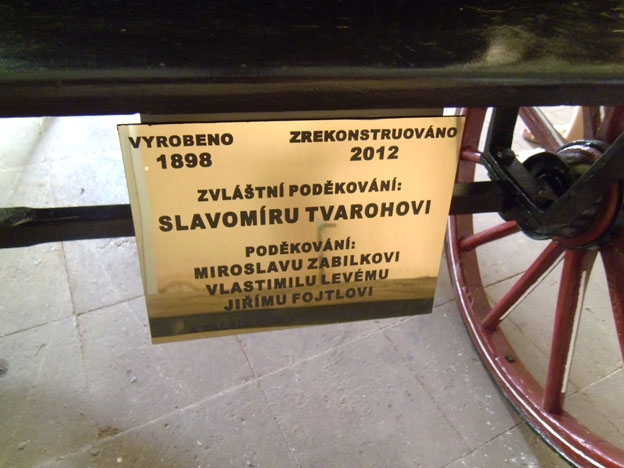 VYROBENO ZREKONSTRUOVÁNO
1898 2012
ZVLÁŠTNÍ PODĚKOVÁNÍ:
SLAVOMÍRU TVAROHOVI
PODĚKOVÁNÍ:
MIROSLAVU ZABILKOVI
VLASTIMILU LEVÉMU
JIŘÍMU FOJTLOVI